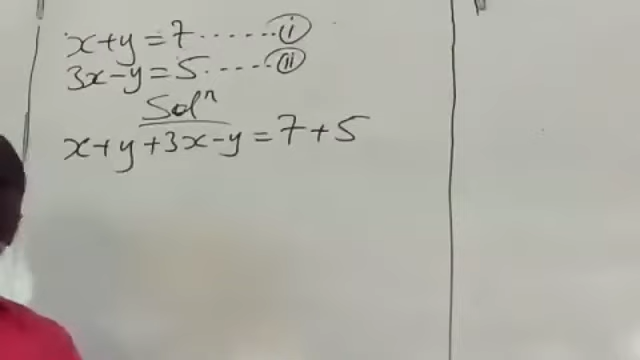 x+y=7......(i)
3x-y=5....(ii)
Solⁿ
x+y+3x-y=7+5